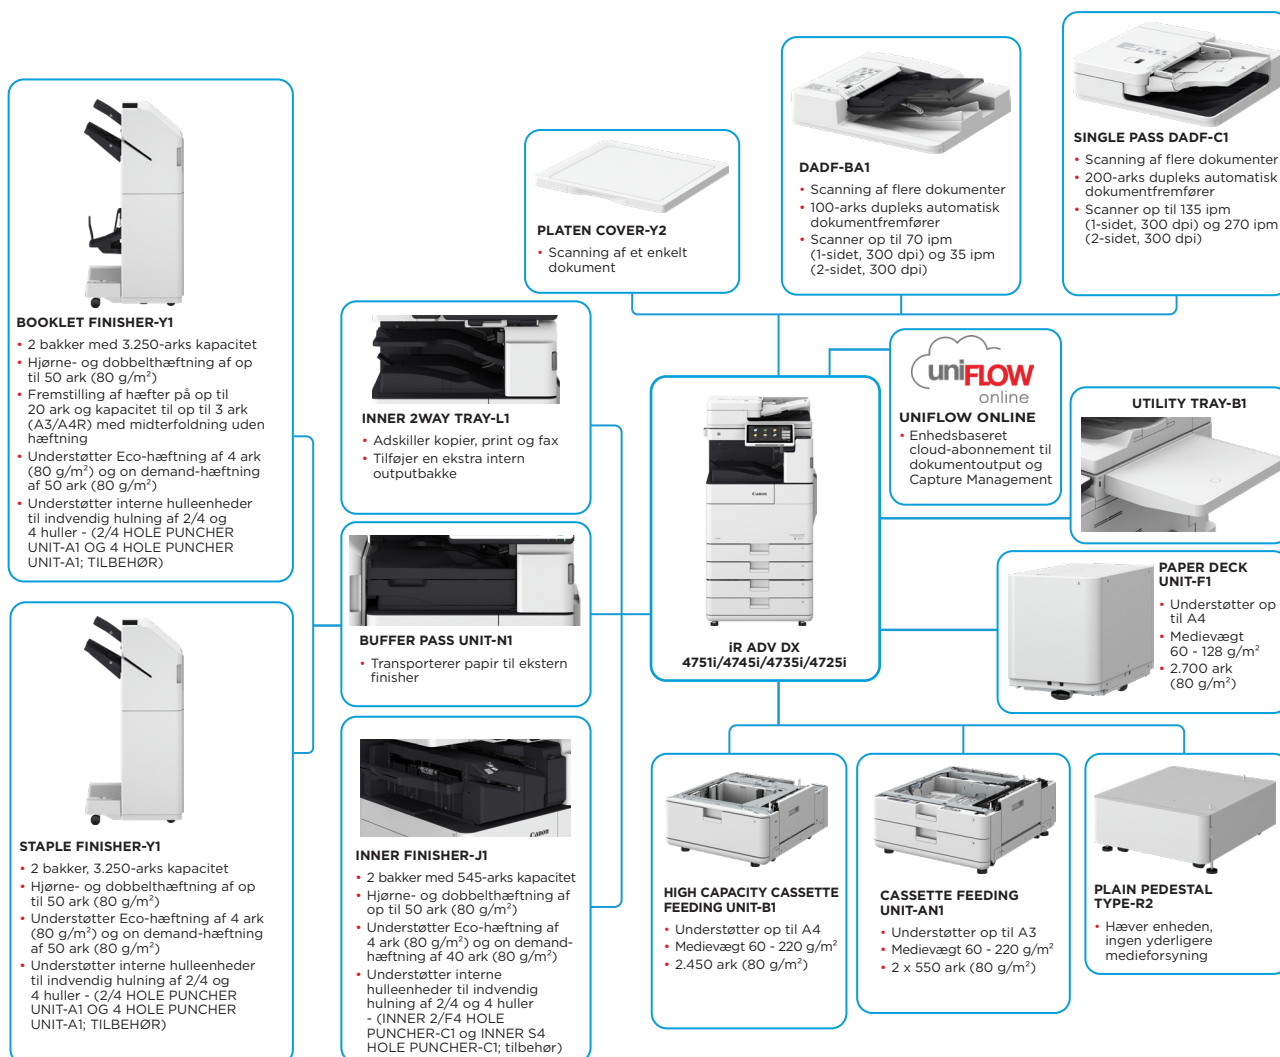 BOOKLET FINISHER-Y1
• 2 bakker med 3.250-arks kapacitet
• Hjørne- og dobbelthæftning af op
til 50 ark (80 g/m²)
• Fremstilling af hæfter på op til
20 ark og kapacitet til op til 3 ark
(A3/A4R) med midterfoldning uden
hæftning
• Understøtter Eco-hæftning af 4 ark
(80 g/m²) og on demand-hæftning
af 50 ark (80 g/m²)
• Understøtter interne hulleenheder
til indvendig hulning af 2/4 og
4 huller - (2/4 HOLE PUNCHER
UNIT-A1 OG 4 HOLE PUNCHER
UNIT-A1; TILBEHØR)
STAPLE FINISHER-Y1
• 2 bakker, 3.250-arks kapacitet
• Hjørne- og dobbelthæftning af op
til 50 ark (80 g/m²)
• Understøtter Eco-hæftning af 4 ark
(80 g/m²) og on demand-hæftning
af 50 ark (80 g/m²)
• Understøtter interne hulleenheder
til indvendig hulning af 2/4 og
4 huller - (2/4 HOLE PUNCHER
UNIT-A1 OG 4 HOLE PUNCHER
UNIT-A1; TILBEHØR)
INNER 2WAY TRAY-L1
• Adskiller kopier, print og fax
• Tilføjer en ekstra intern
outputbakke
BUFFER PASS UNIT-N1
• Transporterer papir til ekstern
finisher
Canon
INNER FINISHER-J1
• 2 bakker med 545-arks kapacitet
• Hjørne- og dobbelthæftning af
op til 50 ark (80 g/m²)
• Understøtter Eco-hæftning af
4 ark (80 g/m²) og on demand-
hæftning af 40 ark (80 g/m²)
• Understøtter interne
hulleenheder til indvendig
hulning af 2/4 og 4 huller
- (INNER 2/F4 HOLE
PUNCHER-C1 og INNER S4
HOLE PUNCHER-C1; tilbehør)
PLATEN COVER-Y2
• Scanning af et enkelt
dokument
DADF-BA1
• Scanning af flere dokumenter
• 100-arks dupleks automatisk
dokumentfremfører
• Scanner op til 70 ipm
(1-sidet, 300 dpi) og 35 ipm
(2-sidet, 300 dpi)
SINGLE PASS DADF-C1
• Scanning af flere dokumenter
• 200-arks dupleks automatisk
dokumentfremfører
• Scanner op til 135 ipm
(1-sidet, 300 dpi) og 270 ipm
(2-sidet, 300 dpi)
Canon
iR ADV DX
4751i/4745i/4735i/4725i
uniFLOW
online
UNIFLOW ONLINE
• Enhedsbaseret
cloud-abonnement til
dokumentoutput og
Capture Management
UTILITY TRAY-B1
PAPER DECK
UNIT-F1
• Understøtter op
til A4
• Medievægt
60 - 128 g/m²
• 2.700 ark
(80 g/m²)
HIGH CAPACITY CASSETTE
FEEDING UNIT-B1
• Understøtter op til A4
• Medievægt 60 - 220 g/m²
• 2.450 ark (80 g/m²)
CASSETTE FEEDING
UNIT-AN1
• Understøtter op til A3
• Medievægt 60 - 220 g/m²
• 2 x 550 ark (80 g/m²)
PLAIN PEDESTAL
TYPE-R2
• Hæver enheden,
ingen yderligere
medieforsyning